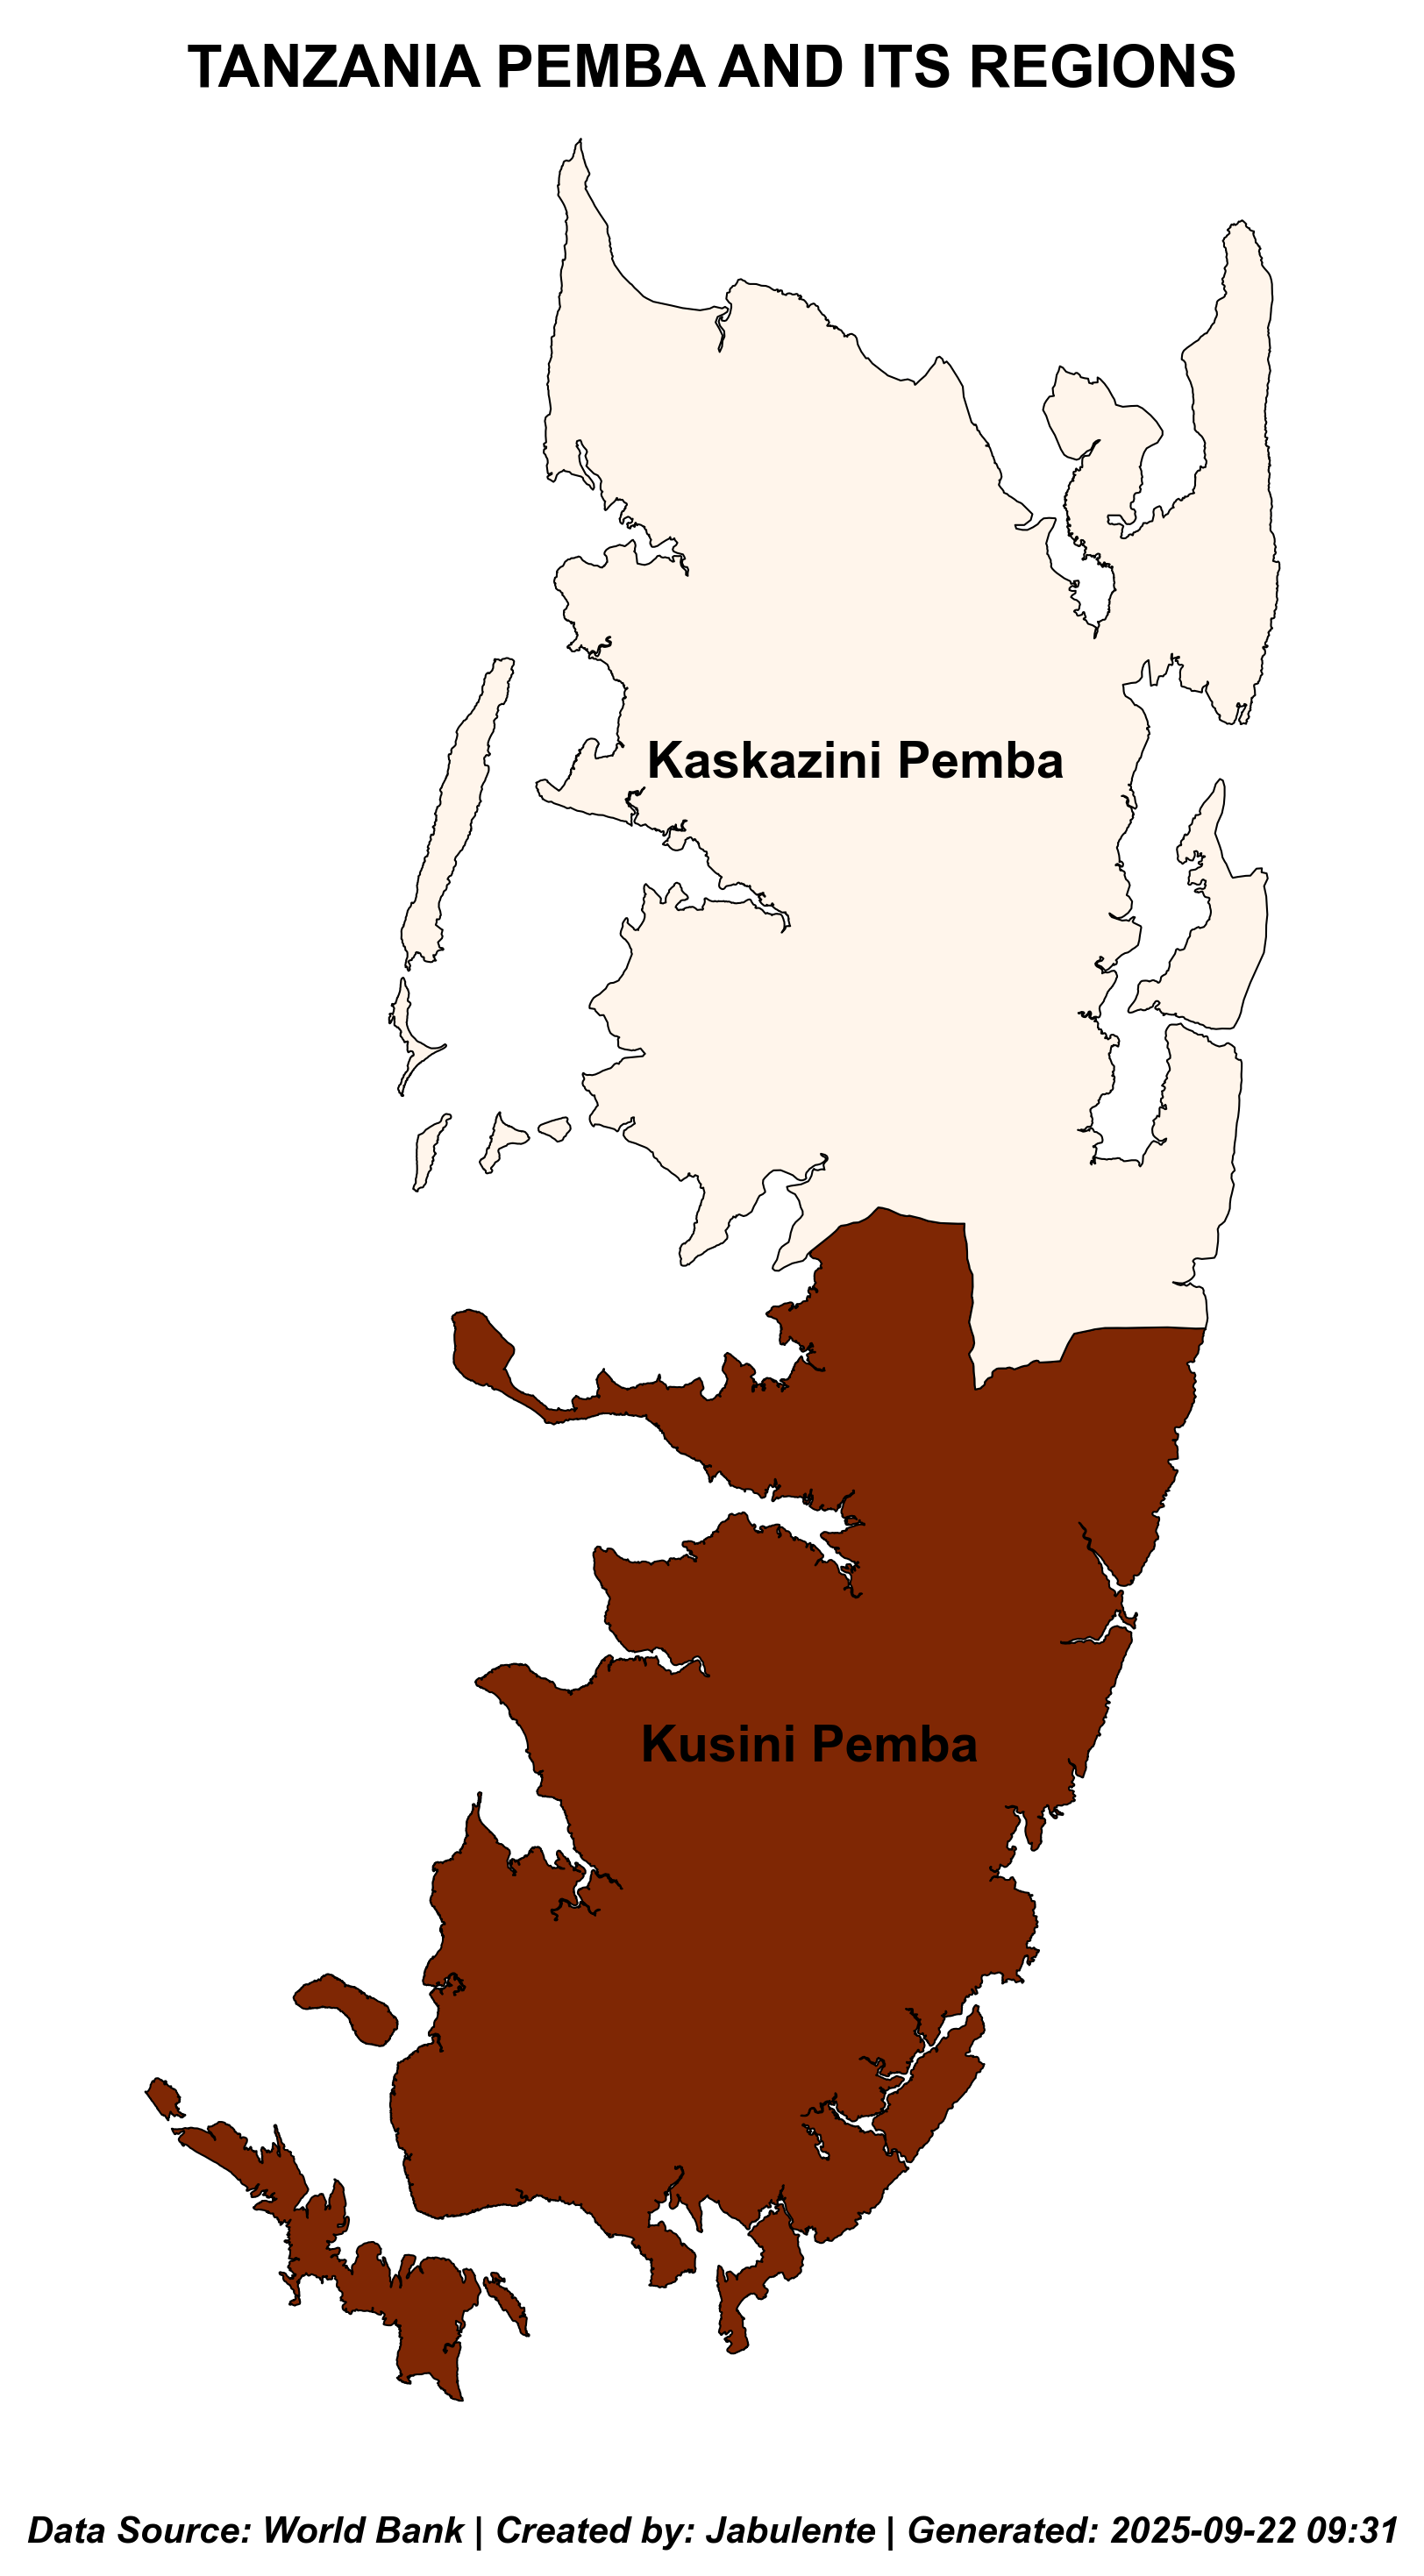 TANZANIA PEMBA AND ITS REGIONS
Kaskazini Pemba
Kusini Pemba
Data Source: World Bank | Created by: Jabulente | Generated: 2025-09-22 09:31